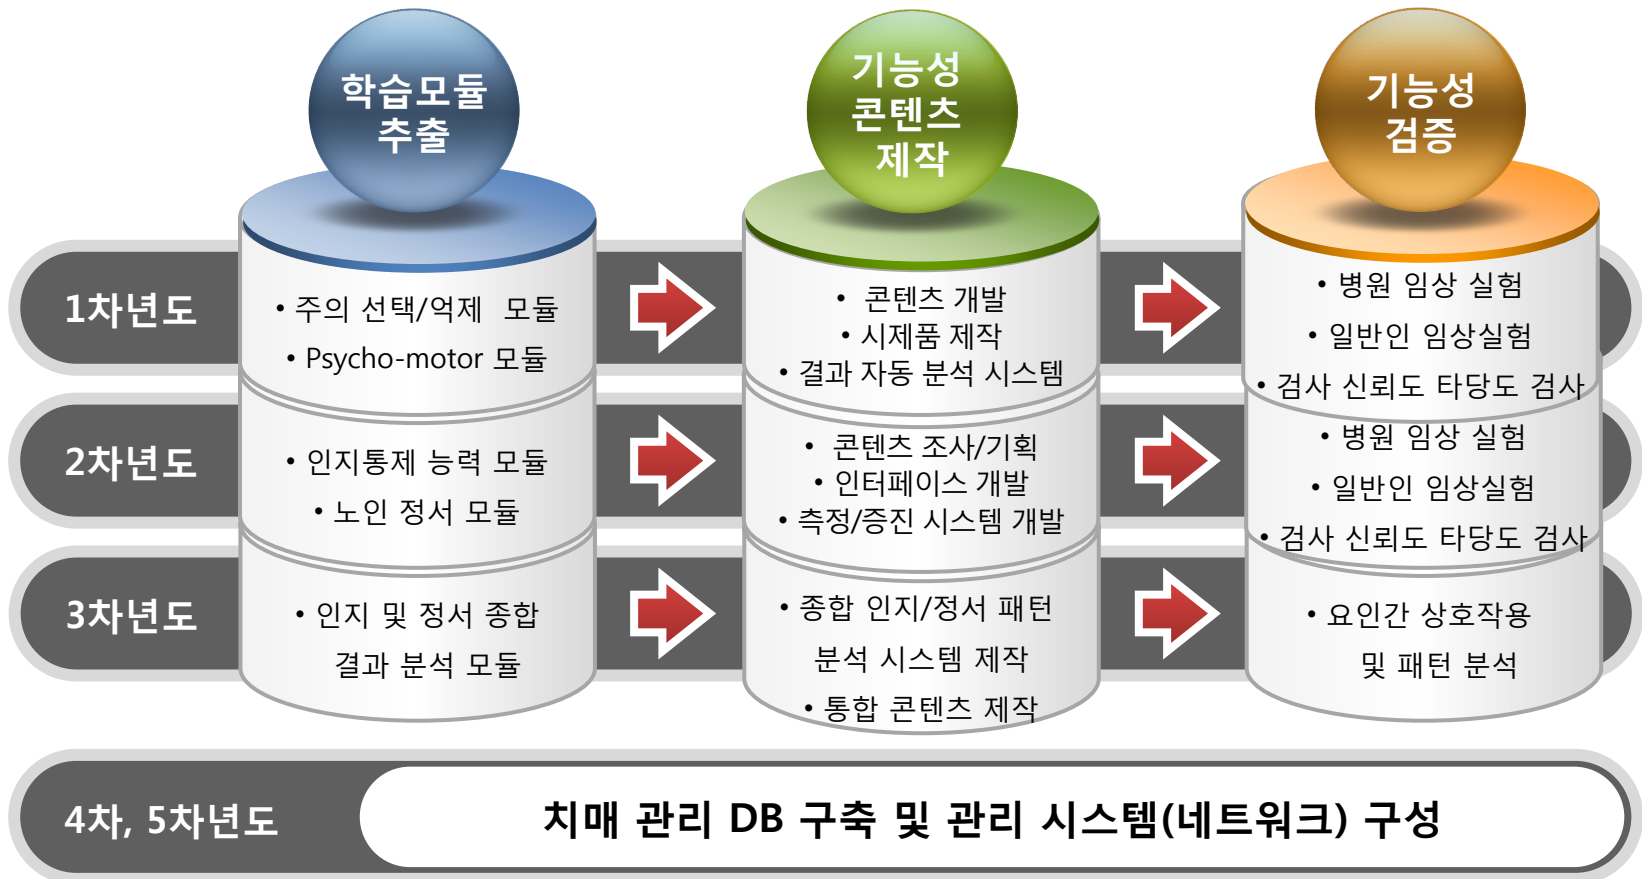 학습모듈
추출
기능성
콘텐츠
제작
기능성
검증
1차년도
• 주의 선택/억제 모듈
• Psycho-motor 모듈
• 콘텐츠 개발
• 시제품 제작
• 결과 자동 분석 시스템
• 병원 임상 실험
• 일반인 임상실험
• 검사 신뢰도 타당도 검사
2차년도
• 인지통제 능력 모듈
• 노인 정서 모듈
• 콘텐츠 조사/기획
• 인터페이스 개발
• 측정/증진 시스템 개발
• 병원 임상 실험
• 일반인 임상실험
• 검사 신뢰도 타당도 검사
3차년도
• 인지 및 정서 종합
결과 분석 모듈
• 종합 인지/정서 패턴
분석 시스템 제작
• 통합 콘텐츠 제작
• 요인간 상호작용
및 패턴 분석
4차, 5차년도
치매 관리 DB 구축 및 관리 시스템(네트워크) 구성